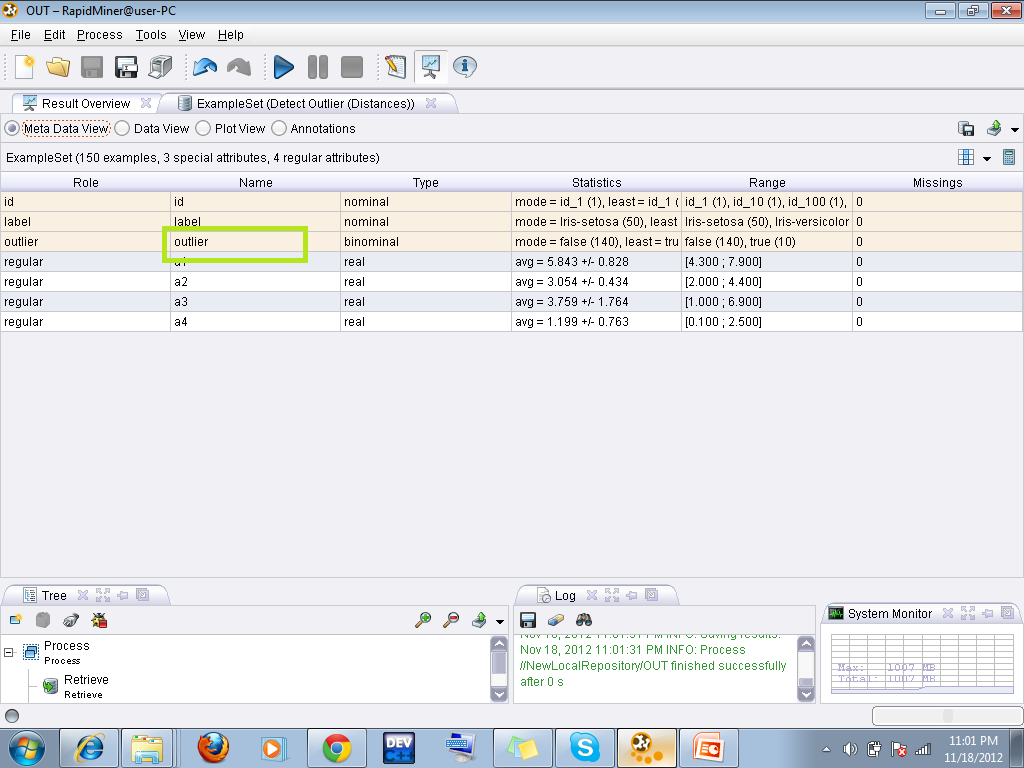 OUT – RapidMiner@user-PC
File Edit Process Tools View Help
Result Overview ExampleSet (Detect Outlier (Distances))
Meta Data View Data View Plot View Annotations
ExampleSet (150 examples, 3 special attributes, 4 regular attributes)
Role Name Type Statistics Range Missings
id id nominal mode = id_1 (1), least = id_1 ( id_1 (1), id_10 (1), id_100 (1), 0
label label nominal mode = Iris-setosa (50), least Iris-setosa (50), Iris-versicolor 0
outlier outlier binominal mode = false (140), least = tru false (140), true (10) 0
regular a1 real avg = 5.843 +/- 0.828 [4.300 ; 7.900] 0
regular a2 real avg = 3.054 +/- 0.434 [2.000 ; 4.400] 0
regular a3 real avg = 3.759 +/- 1.764 [1.000 ; 6.900] 0
regular a4 real avg = 1.199 +/- 0.763 [0.100 ; 2.500] 0
Tree
Process
Process
Retrieve
Retrieve
Log
Nov 18, 2012 11:01:31 PM INFO: Saving results.
Nov 18, 2012 11:01:31 PM INFO: Process
//NewLocalRepository/OUT finished successfully
after 0 s
System Monitor
Max: 1007 MB
Total: 1007 MB
DEV
C++
11:01 PM
11/18/2012